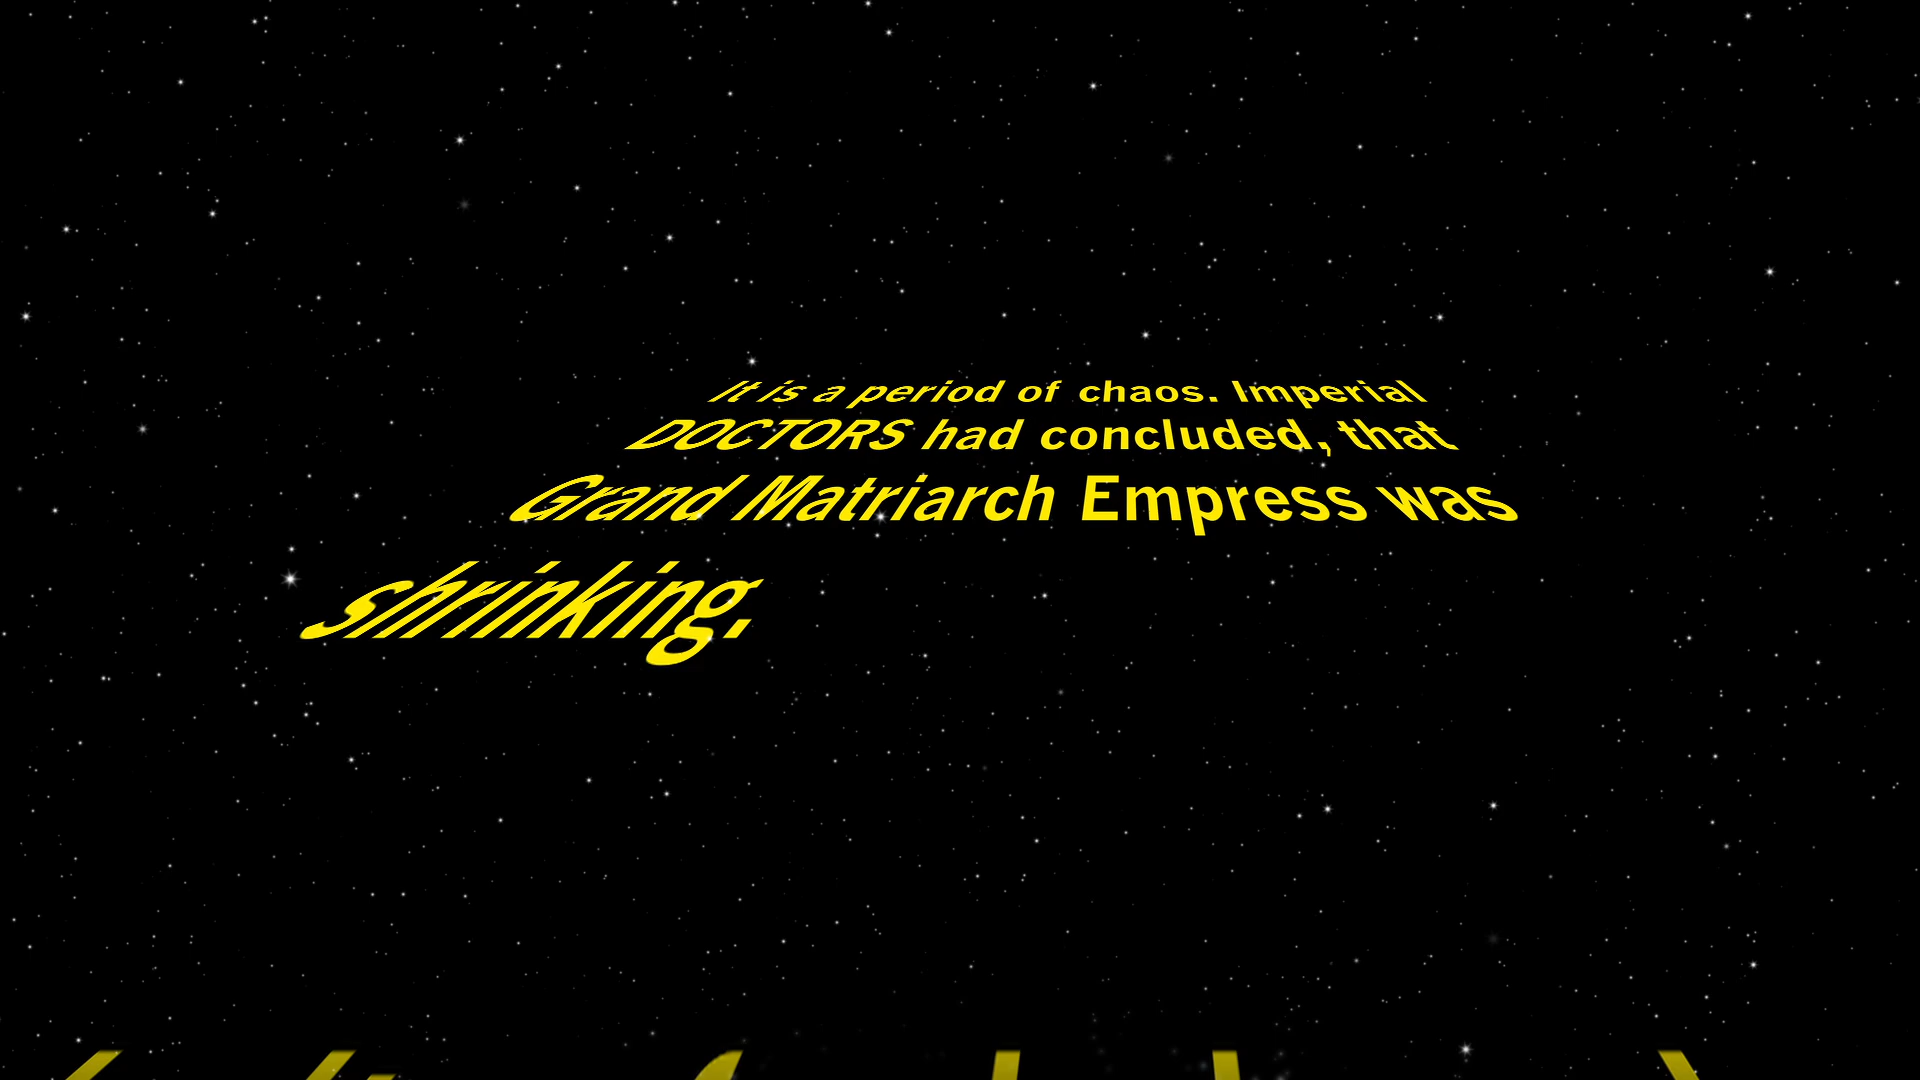 It is a period of chaos. Imperial
DOCTORS had concluded, that
Grand Matriarch Empress was
shrinking.